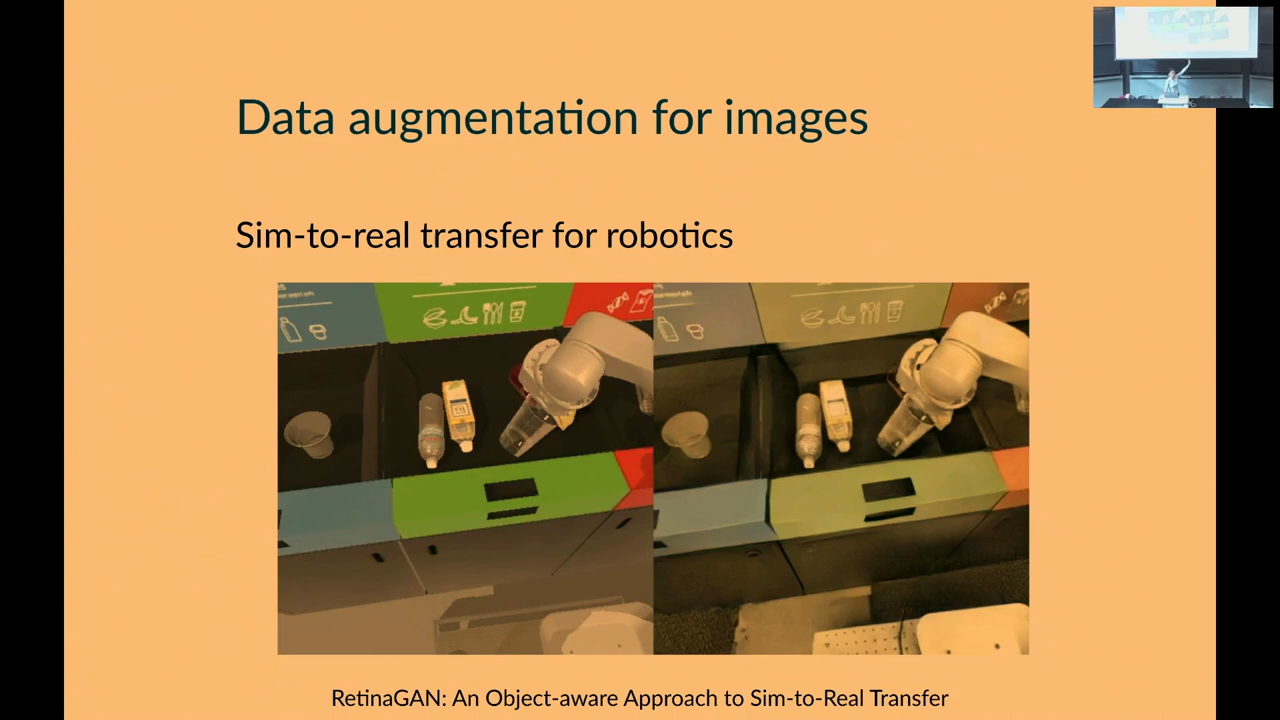 Data augmentation for images
Sim-to-real transfer for robotics
RetinaGAN: An Object-aware Approach to Sim-to-Real Transfer